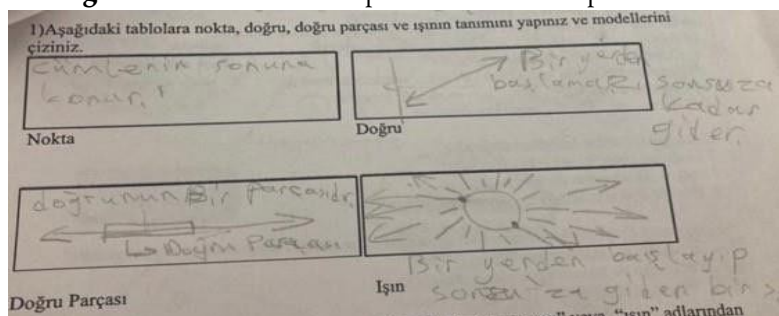 1)Aşağıdaki tablolara nokta, doğru, doğru parçası ve ışının tanımını yapınız ve modellerini
çiziniz.
cümlenin sonuna
konur.
Nokta
Bir yerden
başlamaz sonsuza
kadar
gider.
Doğru
doğrunun Bir Parçasıdır.
Doğru Parçası
Doğru Parçası
Bir yerden başlayıp
sonsuza giden bir
Işın
"ışın" adlarından